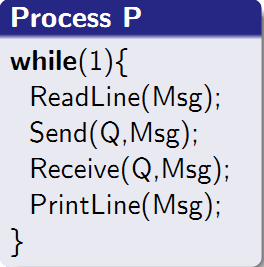 Process P
while(1){
ReadLine(Msg);
Send(Q,Msg);
Receive(Q,Msg);
PrintLine(Msg);
}